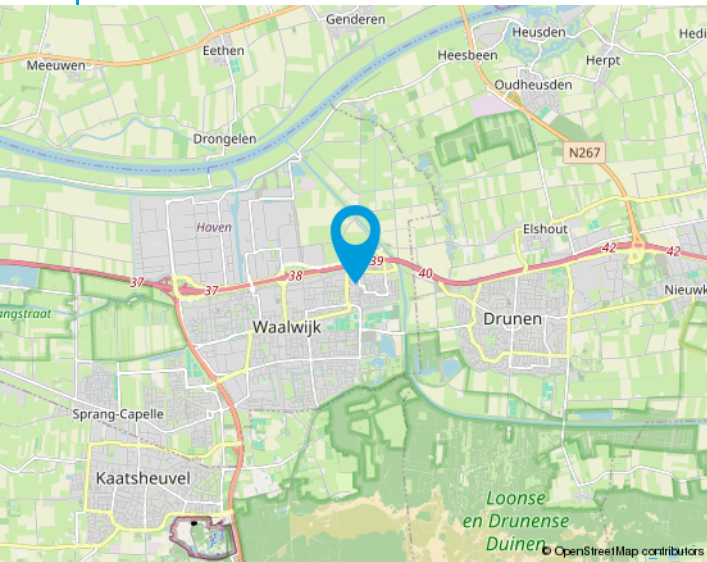 Genderen
Heusden
Hedi
Eethen
Heesbeen
Meeuwen
Herpt
Oudheusden
Drongelen
N267
Haven
Elshout
42
42
39
38
40
37
37
Nieuwk
angstraat
Waalwijk
Drunen
Sprang-Capelle
Kaatsheuvel
Loonse
en Drunense
Duinen
© OpenStreetMap contributors